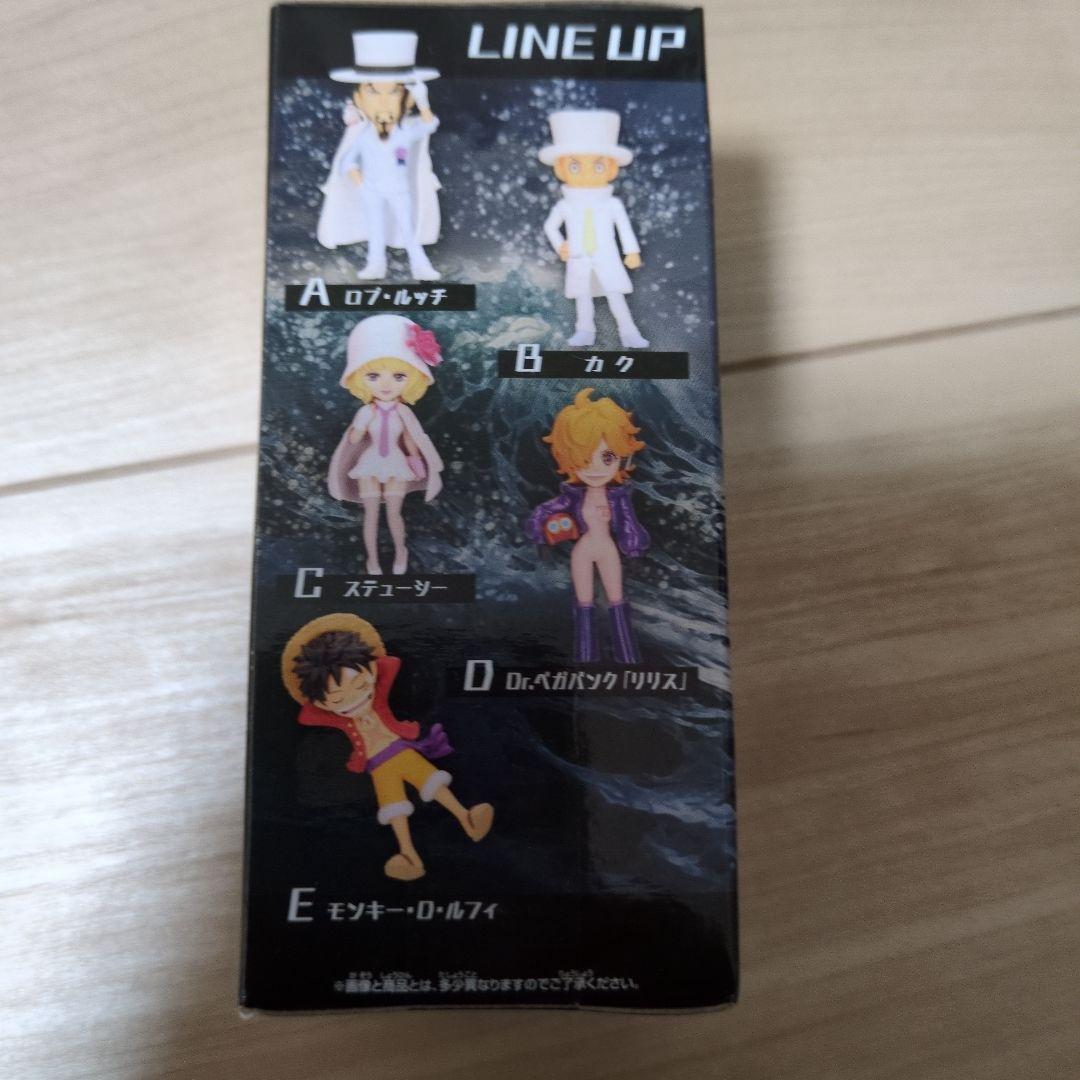 LINE UP
A ロブ・ルッチ
B カク
C ステューシー
D Dr.ベガパンク「リリス」
E モンキー・D・ルフィ
※画像と商品とは、多少異なりますのでご了承ください。